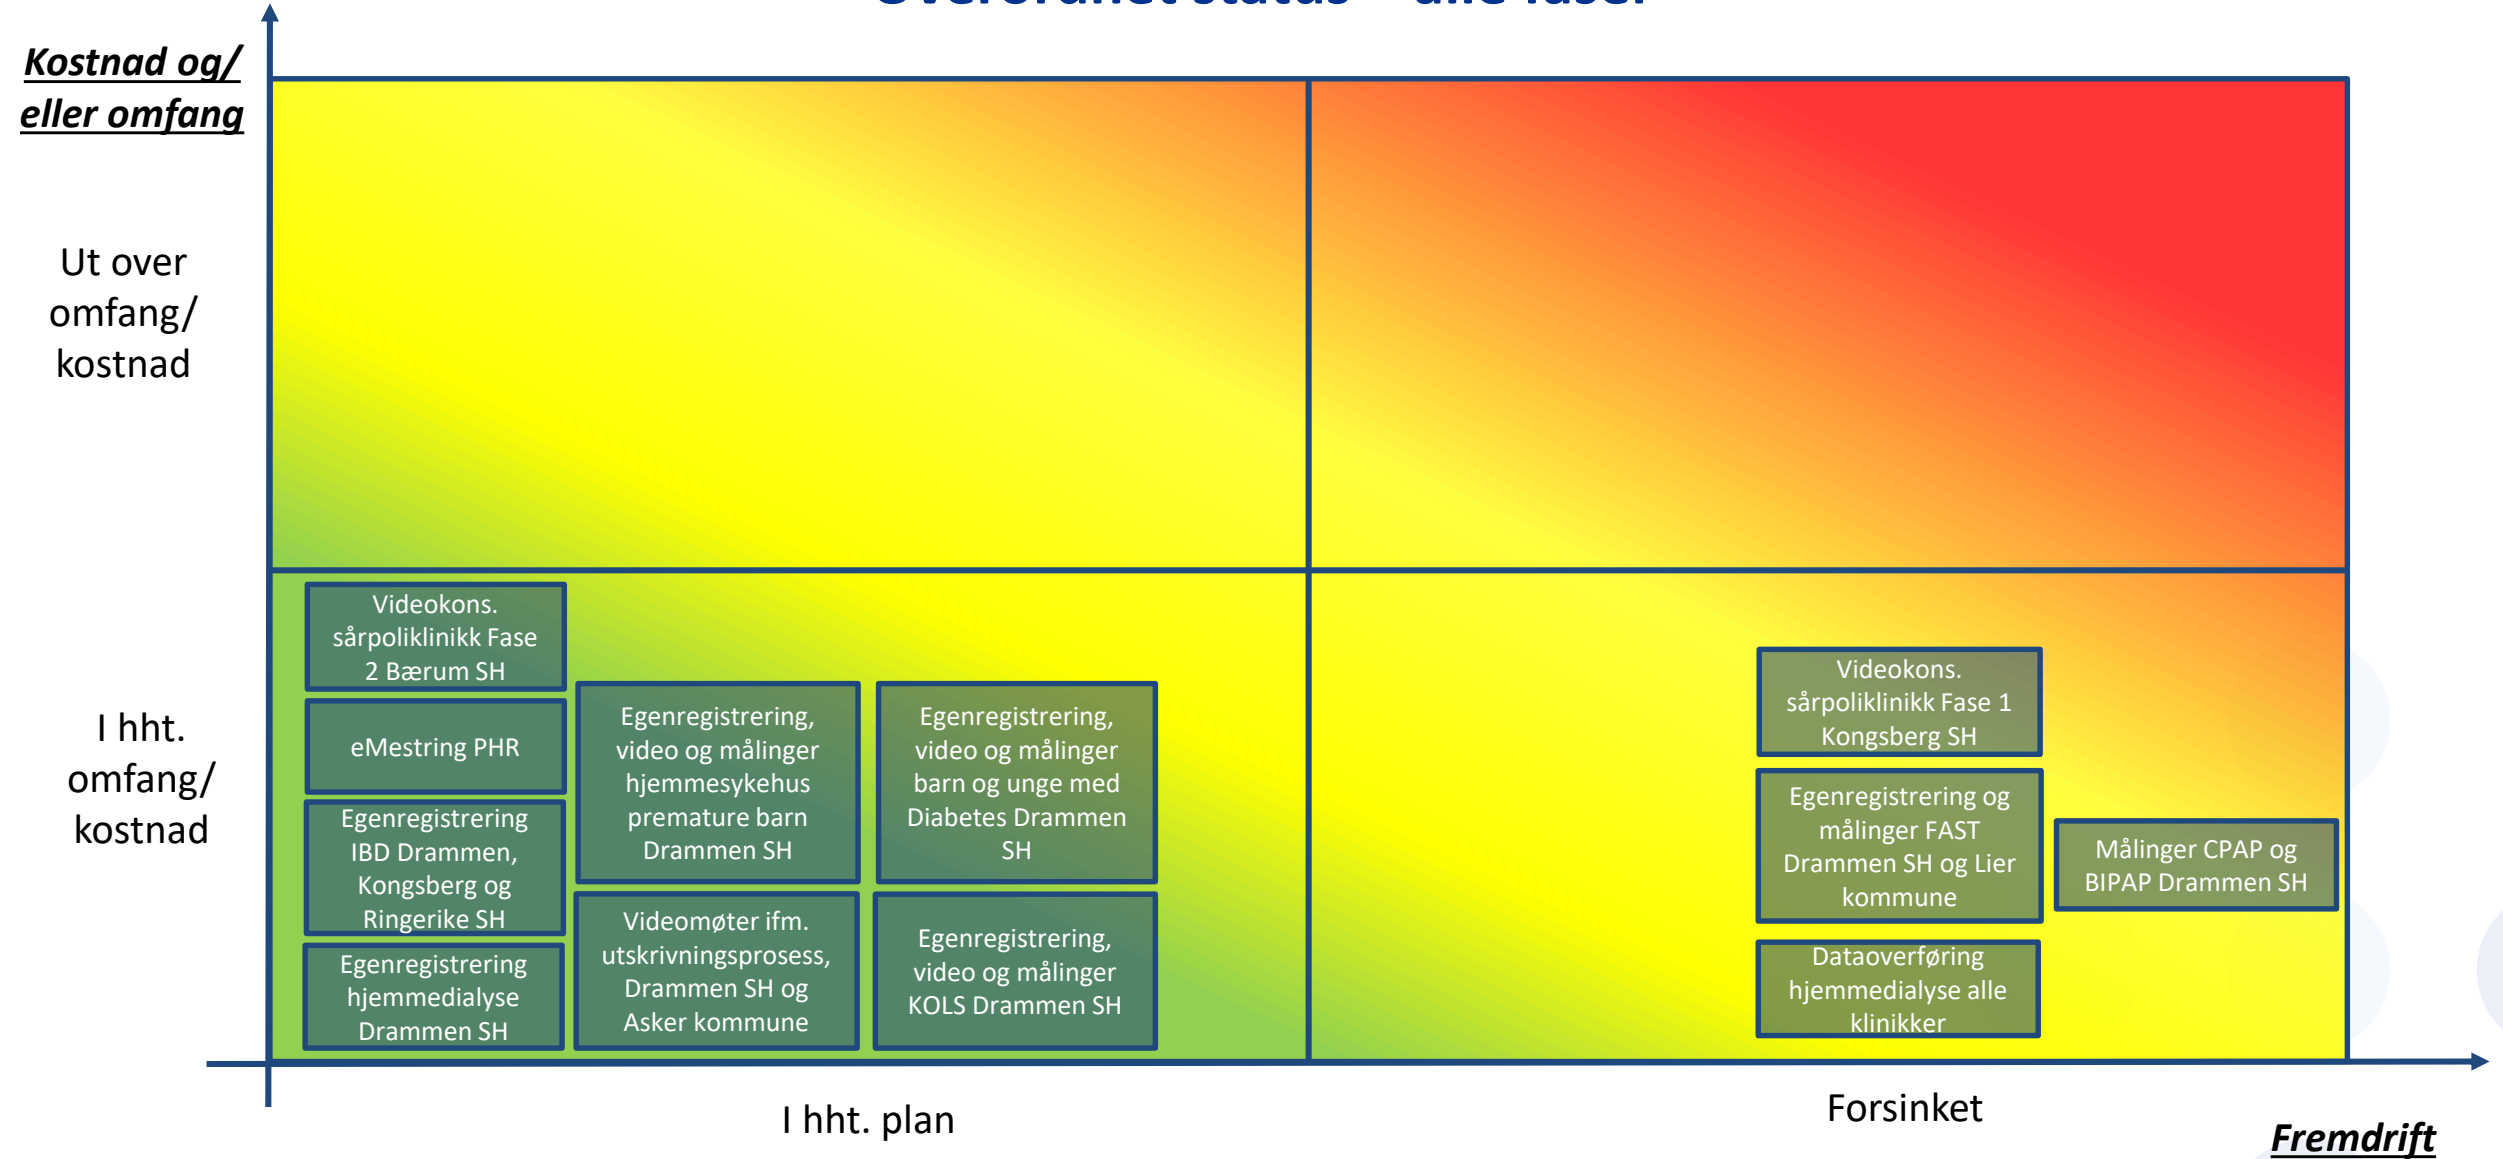 Overordnet status – alle faser
Kostnad og/
eller omfang
Ut over
omfang/
kostnad
I hht.
omfang/
kostnad
Videokons.
sårpoliklinikk Fase
2 Bærum SH
eMestring PHR
Egenregistrering
IBD Drammen,
Kongsberg og
Ringerike SH
Egenregistrering
hjemmedialyse
Drammen SH
Egenregistrering,
video og målinger
hjemmesykehus
premature barn
Drammen SH
Videomøter ifm.
utskrivningsprosess,
Drammen SH og
Asker kommune
Egenregistrering,
video og målinger
barn og unge med
Diabetes Drammen
SH
Egenregistrering,
video og målinger
KOLS Drammen SH
Videokons.
sårpoliklinikk Fase 1
Kongsberg SH
Egenregistrering og
målinger FAST
Drammen SH og Lier
kommune
Dataoverføring
hjemmedialyse alle
klinikker
Målinger CPAP og
BIPAP Drammen SH
I hht. plan
Forsinket
Fremdrift